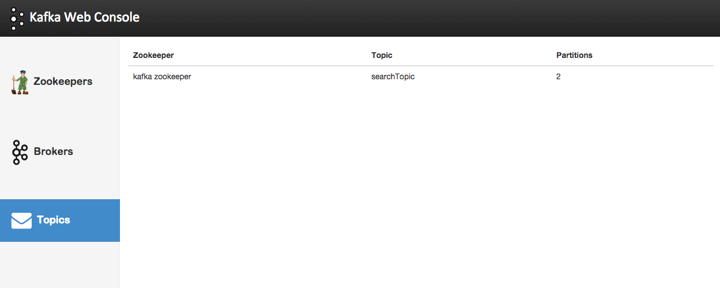 Kafka Web Console
Zookeeper Topic Partitions
kafka zookeeper searchTopic 2
Zookeepers
Brokers
Topics